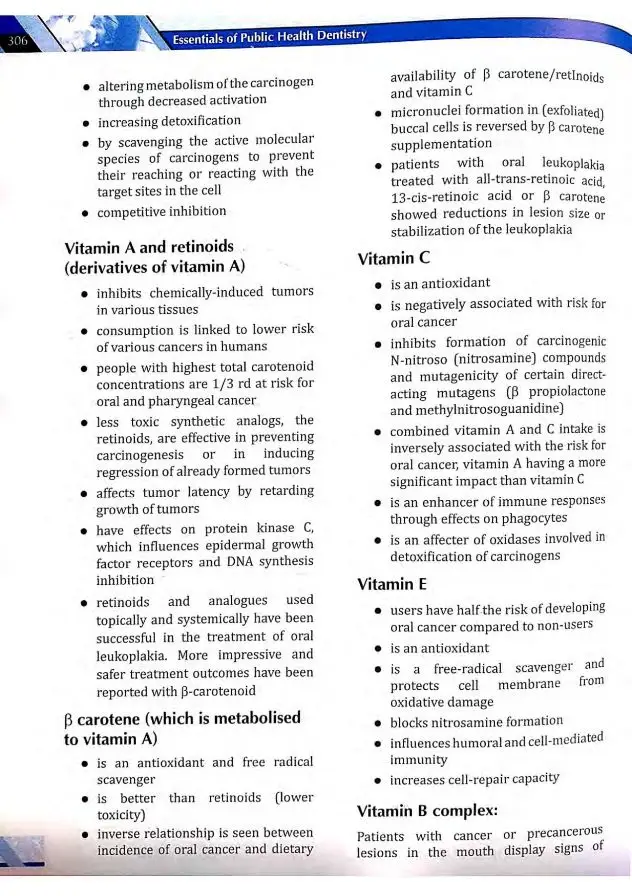 306
Essentials of Public Health Dentistry
• altering metabolism of the carcinogen
through decreased activation
• increasing detoxification
• by scavenging the active molecular
species of carcinogens to prevent
their reaching or reacting with the
target sites in the cell
• competitive inhibition
Vitamin A and retinoids
(derivatives of vitamin A)
• inhibits chemically-induced tumors
in various tissues
• consumption is linked to lower risk
of various cancers in humans
• people with highest total carotenoid
concentrations are 1/3 rd at risk for
oral and pharyngeal cancer
• less toxic synthetic analogs, the
retinoids, are effective in preventing
carcinogenesis or in inducing
regression of already formed tumors
• affects tumor latency by retarding
growth of tumors
• have effects on protein kinase C,
which influences epidermal growth
factor receptors and DNA synthesis
inhibition
• retinoids and analogues used
topically and systemically have been
successful in the treatment of oral
leukoplakia. More impressive and
safer treatment outcomes have been
reported with β-carotenoid
β carotene (which is metabolised
to vitamin A)
• is an antioxidant and free radical
scavenger
• is better than retinoids (lower
toxicity)
• inverse relationship is seen between
incidence of oral cancer and dietary
availability of β carotene/retInoids
and vitamin C
• micronuclei formation in (exfoliated)
buccal cells is reversed by β carotene
supplementation
• patients with oral leukoplakia
treated with all-trans-retinoic acid,
13-cis-retinoic acid or β carotene
showed reductions in lesion size or
stabilization of the leukoplakia
Vitamin C
• is an antioxidant
• is negatively associated with risk for
oral cancer
• inhibits formation of carcinogenic
N-nitroso (nitrosamine) compounds
and mutagenicity of certain direct-
acting mutagens (β propiolactone
and methylnitrosoguanidine)
• combined vitamin A and C intake is
inversely associated with the risk for
oral cancer, vitamin A having a more
significant impact than vitamin C
• is an enhancer of immune responses
through effects on phagocytes
• is an affecter of oxidases involved in
detoxification of carcinogens
Vitamin E
• users have half the risk of developing
oral cancer compared to non-users
• is an antioxidant
• is a free-radical scavenger and
protects cell membrane from
oxidative damage
• blocks nitrosamine formation
• influences humoral and cell-mediated
immunity
• increases cell-repair capacity
Vitamin B complex:
Patients with cancer or precancerous
lesions in the mouth display signs of